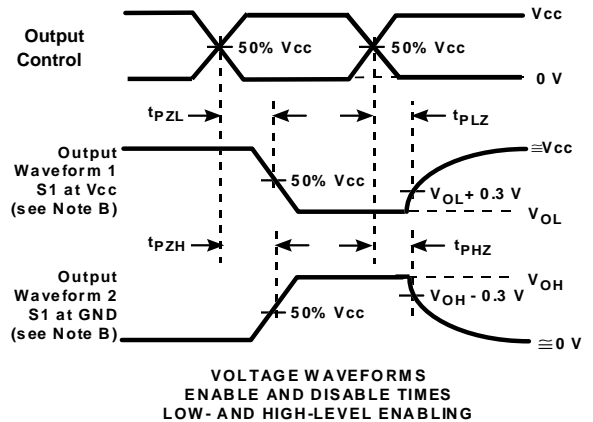 Output
Control
50% Vcc
50% Vcc
Vcc
0 V
tPZL
tPLZ
Output
Waveform 1
S1 at Vcc
(see Note B)
50% Vcc
≅Vcc
VOL+ 0.3 V
VOL
tPZH
tPHZ
Output
Waveform 2
S1 at GND
(see Note B)
50% Vcc
VOH
VOH - 0.3 V
≅0 V
VOLTAGE WAVEFORMS
ENABLE AND DISABLE TIMES
LOW- AND HIGH-LEVEL ENABLING